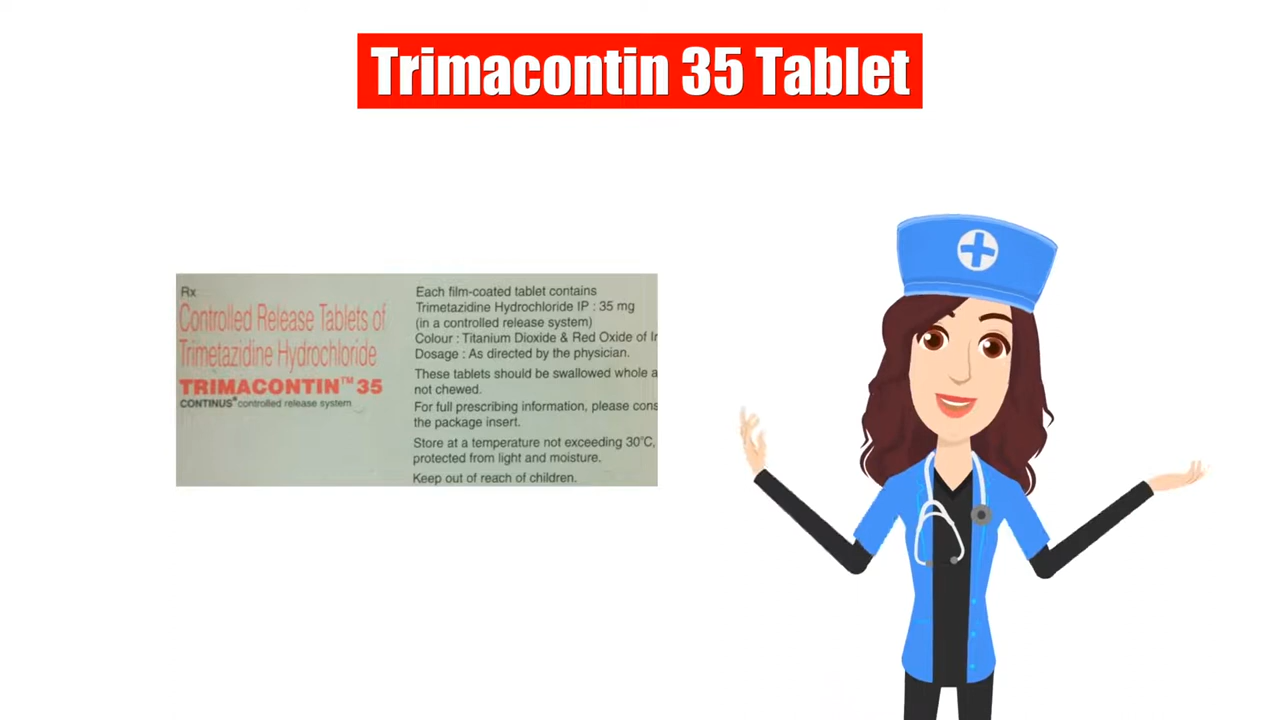 Trimacontin 35 Tablet
Rx
Controlled Release Tablets of
Trimetazidine Hydrochloride
TRIMACONTIN™ 35
CONTINUS® controlled release system
Each film-coated tablet contains
Trimetazidine Hydrochloride IP : 35 mg
(in a controlled release system)
Colour : Titanium Dioxide & Red Oxide of
Dosage : As directed by the physician.
These tablets should be swallowed whole
not chewed.
For full prescribing information, please
the package insert.
Store at a temperature not exceeding 30°C,
protected from light and moisture.
Keep out of reach of children.